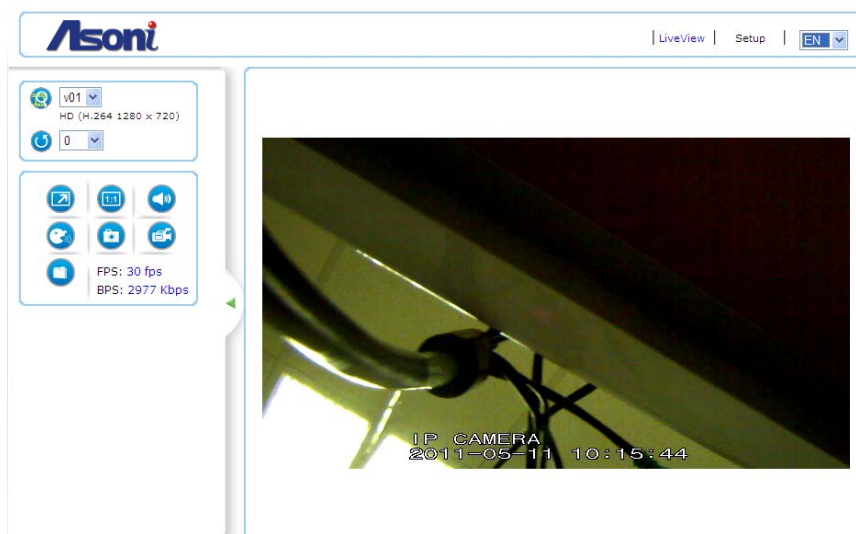 Asoni
LiveView | Setup | EN
v01
HD (H.264 1280 x 720)
0
1:1
FPS: 30 fps
BPS: 2977 Kbps
IP CAMERA
2011-05-11 10:15:44